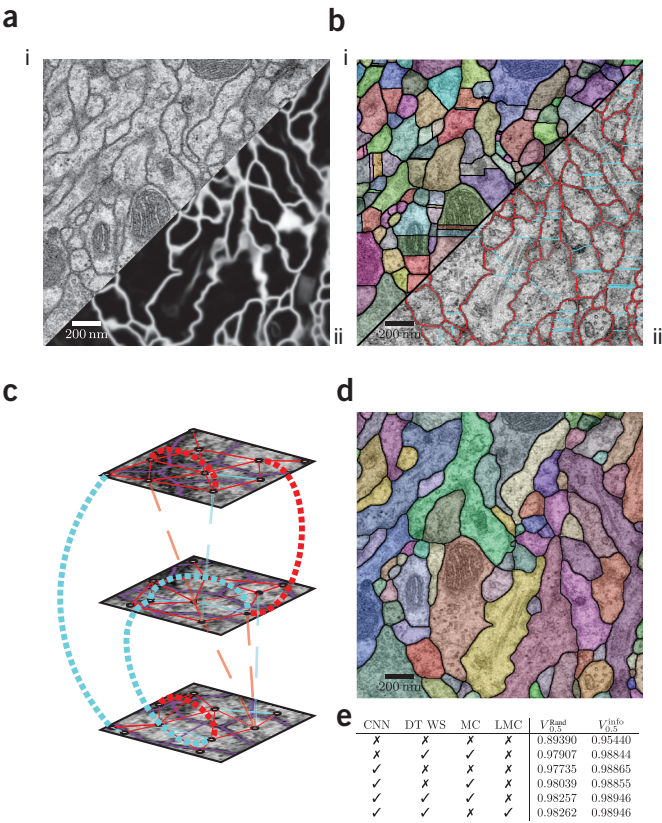 a
b
i
i
200 nm
ii
200 nm
ii
c
d
200 nm
e
CNN DT WS MC LMC V^Rand_0.5 V^info_0.5
✗ ✗ ✗ ✗ 0.89390 0.95440
✗ ✓ ✓ ✗ 0.97907 0.98844
✓ ✗ ✗ ✗ 0.97735 0.98865
✓ ✗ ✓ ✗ 0.98039 0.98855
✓ ✓ ✓ ✗ 0.98257 0.98946
✓ ✓ ✗ ✓ 0.98262 0.98946